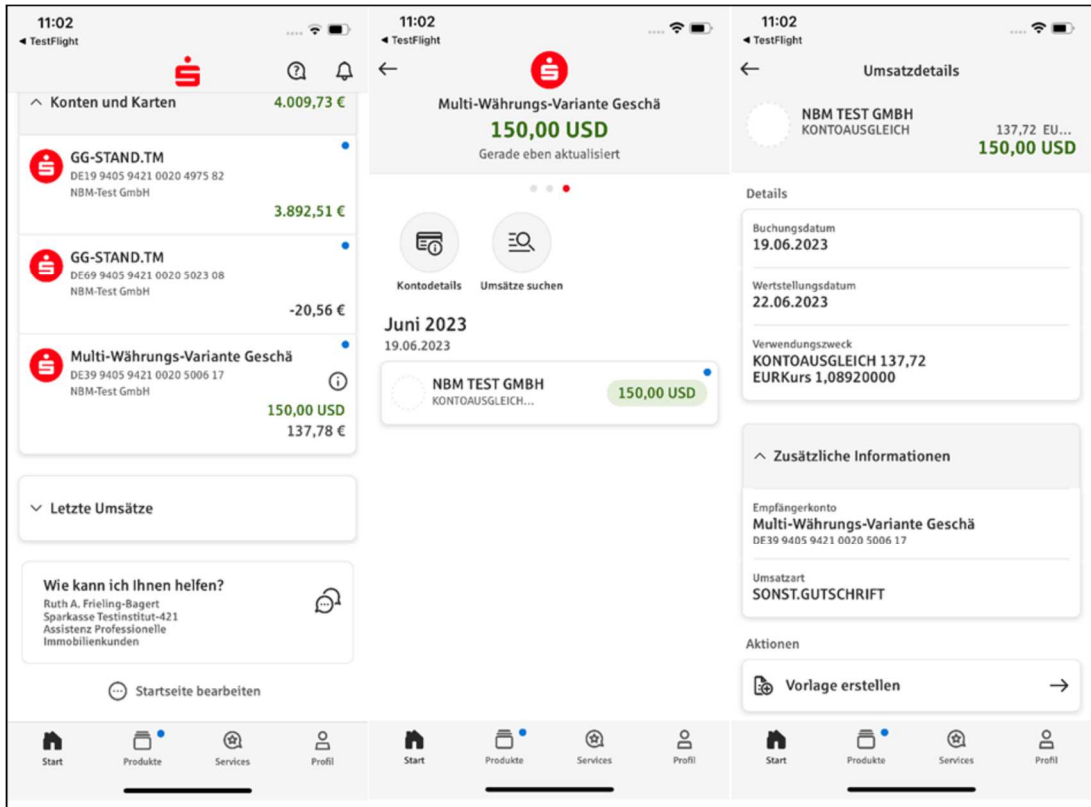 11:02
◄ TestFlight
Konten und Karten 4.009,73 €
GG-STAND.TM
DE19 9405 9421 0020 4975 82
NBM-Test GmbH
3.892,51 €
GG-STAND.TM
DE69 9405 9421 0020 5023 08
NBM-Test GmbH
-20,56 €
Multi-Währungs-Variante Geschä
DE39 9405 9421 0020 5006 17
NBM-Test GmbH
150,00 USD
137,78 €
Letzte Umsätze
Wie kann ich Ihnen helfen?
Ruth A. Frieling-Bagert
Sparkasse Testinstitut-421
Assistenz Professionelle
Immobilienkunden
Startseite bearbeiten
Start Produkte Services Profil
11:02
◄ TestFlight
Multi-Währungs-Variante Geschä
150,00 USD
Gerade eben aktualisiert
Kontodetails Umsätze suchen
Juni 2023
19.06.2023
NBM TEST GMBH
KONTOAUSGLEICH...
150,00 USD
Start Produkte Services Profil
11:02
◄ TestFlight
Umsatzdetails
NBM TEST GMBH
KONTOAUSGLEICH 137,72 EU...
150,00 USD
Details
Buchungsdatum
19.06.2023
Wertstellungsdatum
22.06.2023
Verwendungszweck
KONTOAUSGLEICH 137,72
EURKurs 1,08920000
Zusätzliche Informationen
Empfängerkonto
Multi-Währungs-Variante Geschä
DE39 9405 9421 0020 5006 17
Umsatzart
SONST.GUTSCHRIFT
Aktionen
Vorlage erstellen
Start Produkte Services Profil